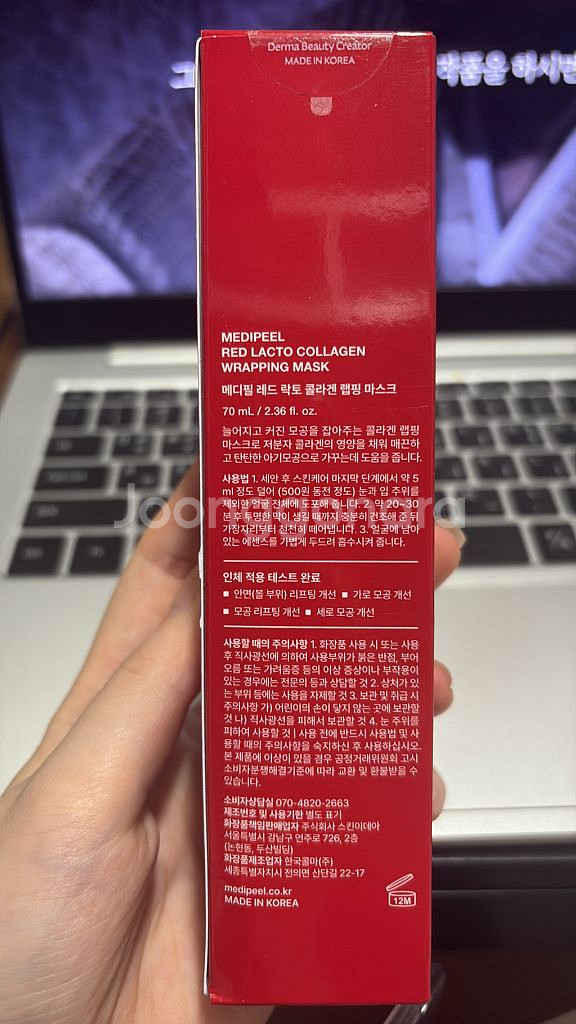 Derma Beauty Creator
MADE IN KOREA
MEDIPEEL
RED LACTO COLLAGEN
WRAPPING MASK
메디필 레드 락토 콜라겐 랩핑 마스크
70 mL / 2.36 fl. oz.
늘어지고 커진 모공을 잡아주는 콜라겐 랩핑
마스크로 저분자 콜라겐의 영양을 채워 매끈하
고 탄탄한 아기모공으로 가꾸는데 도움을 줍니다.
사용법 1. 세안 후 스킨케어 마지막 단계에서 약 5
ml 정도 덜어 (500원 동전 정도) 눈과 입 주위를
제외한 얼굴 전체에 도포해 줍니다. 2. 약 20~30
분 후 투명한 막이 생길 때까지 충분히 건조해 준 뒤
가장자리부터 천천히 떼어냅니다. 3. 얼굴에 남아
있는 에센스를 가볍게 두드려 흡수시켜 줍니다.
인체 적용 테스트 완료
■ 안면(볼 부위) 리프팅 개선 ■ 가로 모공 개선
■ 모공 리프팅 개선 ■ 세로 모공 개선
사용할 때의 주의사항 1. 화장품 사용 시 또는 사용
후 직사광선에 의하여 사용부위가 붉은 반점, 부어
오름 또는 가려움증 등의 이상 증상이나 부작용이
있는 경우에는 전문의 등과 상담할 것 2. 상처가 있
는 부위 등에는 사용을 자제할 것 3. 보관 및 취급 시
주의사항 가) 어린이의 손이 닿지 않는 곳에 보관할
것 나) 직사광선을 피해서 보관할 것 4. 눈 주위를
피하여 사용할 것 | 사용 전에 반드시 사용법 및 사
용할 때의 주의사항을 숙지하신 후 사용하십시오.
본 제품에 이상이 있을 경우 공정거래위원회 고시
소비자분쟁해결기준에 따라 교환 및 환불받을 수
있습니다.
소비자상담실 070-4820-2663
제조번호 및 사용기한 별도 표기
화장품책임판매업자 주식회사 스킨이데아
서울특별시 강남구 언주로 726, 2층
(논현동, 두산빌딩)
화장품제조업자 한국콜마(주)
세종특별자치시 전의면 산단길 22-17
medipeel.co.kr
MADE IN KOREA
12M